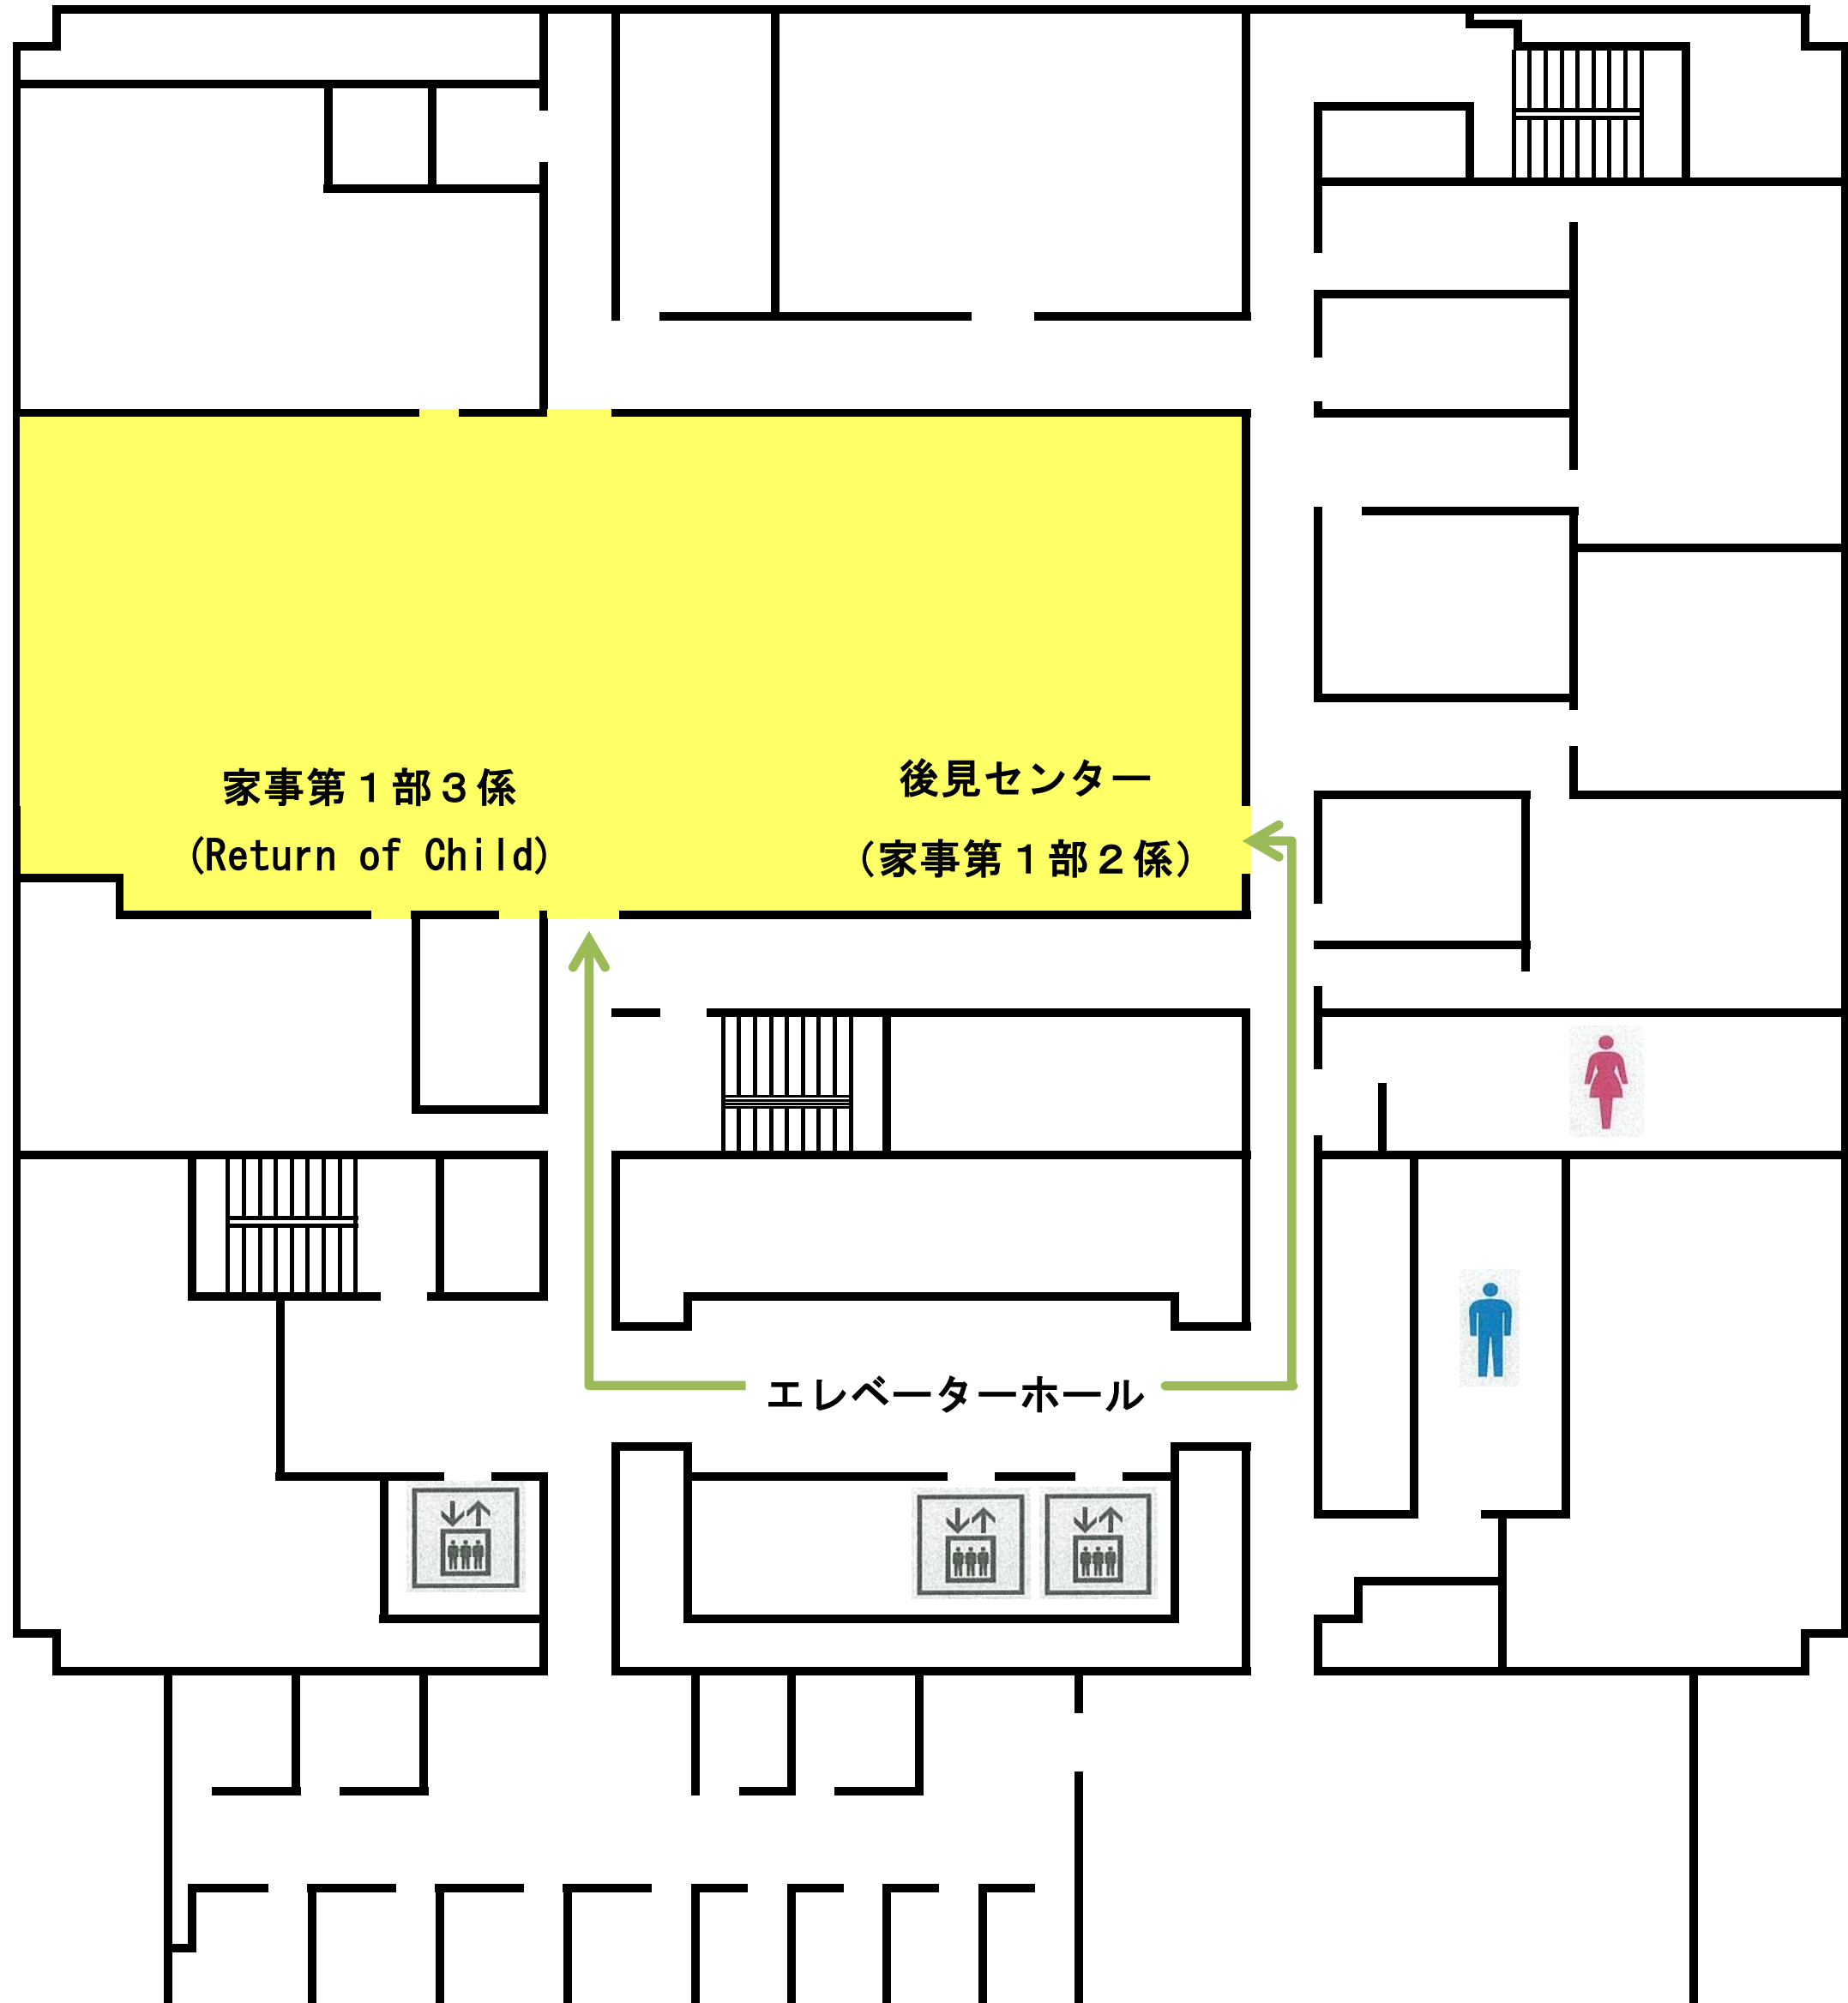 家事第１部３係
(Return of Child)
後見センター
（家事第１部２係）
エレベーターホール